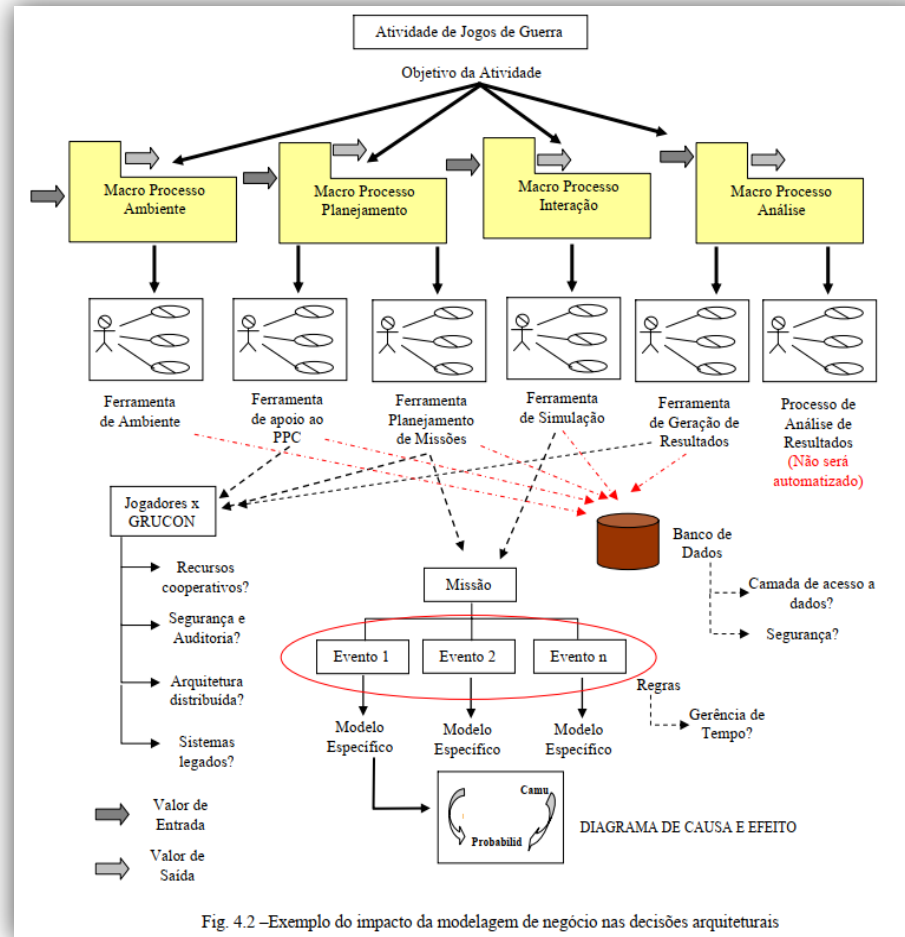 Atividade de Jogos de Guerra
Objetivo da Atividade
Macro Processo
Ambiente
Macro Processo
Planejamento
Macro Processo
Interação
Macro Processo
Análise
Ferramenta
de Ambiente
Ferramenta
de apoio ao
PPC
Ferramenta
Planejamento
de Missões
Ferramenta
de Simulação
Ferramenta
de Geração de
Resultados
Processo de
Análise de
Resultados
(Não será
automatizado)
Jogadores x
GRUCON
Recursos
cooperativos?
Segurança e
Auditoria?
Arquitetura
distribuída?
Sistemas
legados?
Banco de
Dados
Camada de acesso a
dados?
Segurança?
Missão
Evento 1
Evento 2
Evento n
Regras
Gerência de
Tempo?
Modelo
Específico
Modelo
Específico
Modelo
Específico
Camu
Probabilid
DIAGRAMA DE CAUSA E EFEITO
Valor de
Entrada
Valor de
Saída
Fig. 4.2 –Exemplo do impacto da modelagem de negócio nas decisões arquiteturais